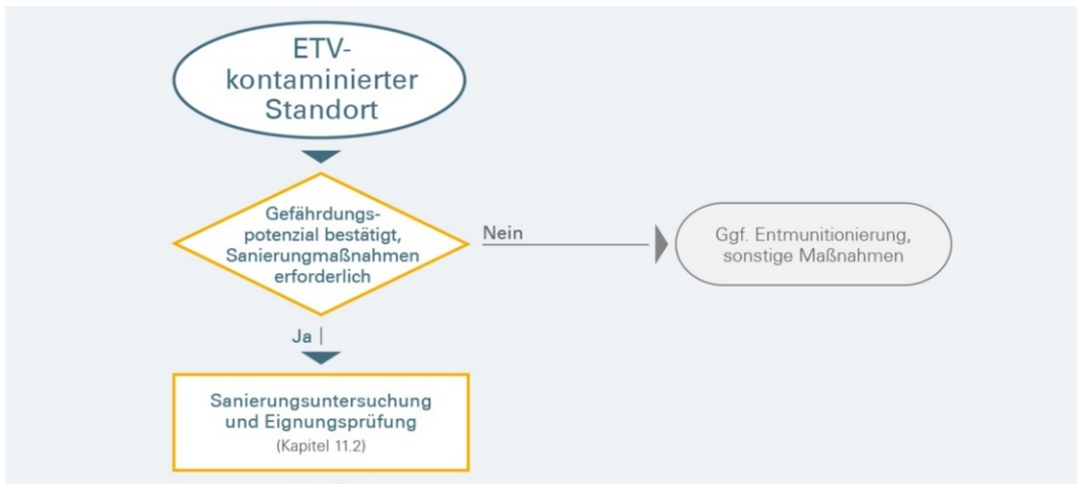 ETV-
kontaminierter
Standort
Gefährdungs-
potenzial bestätigt,
Sanierungmaßnahmen
erforderlich
Nein
Ggf. Entmunitionierung,
sonstige Maßnahmen
Ja
Sanierungsuntersuchung
und Eignungsprüfung
(Kapitel 11.2)